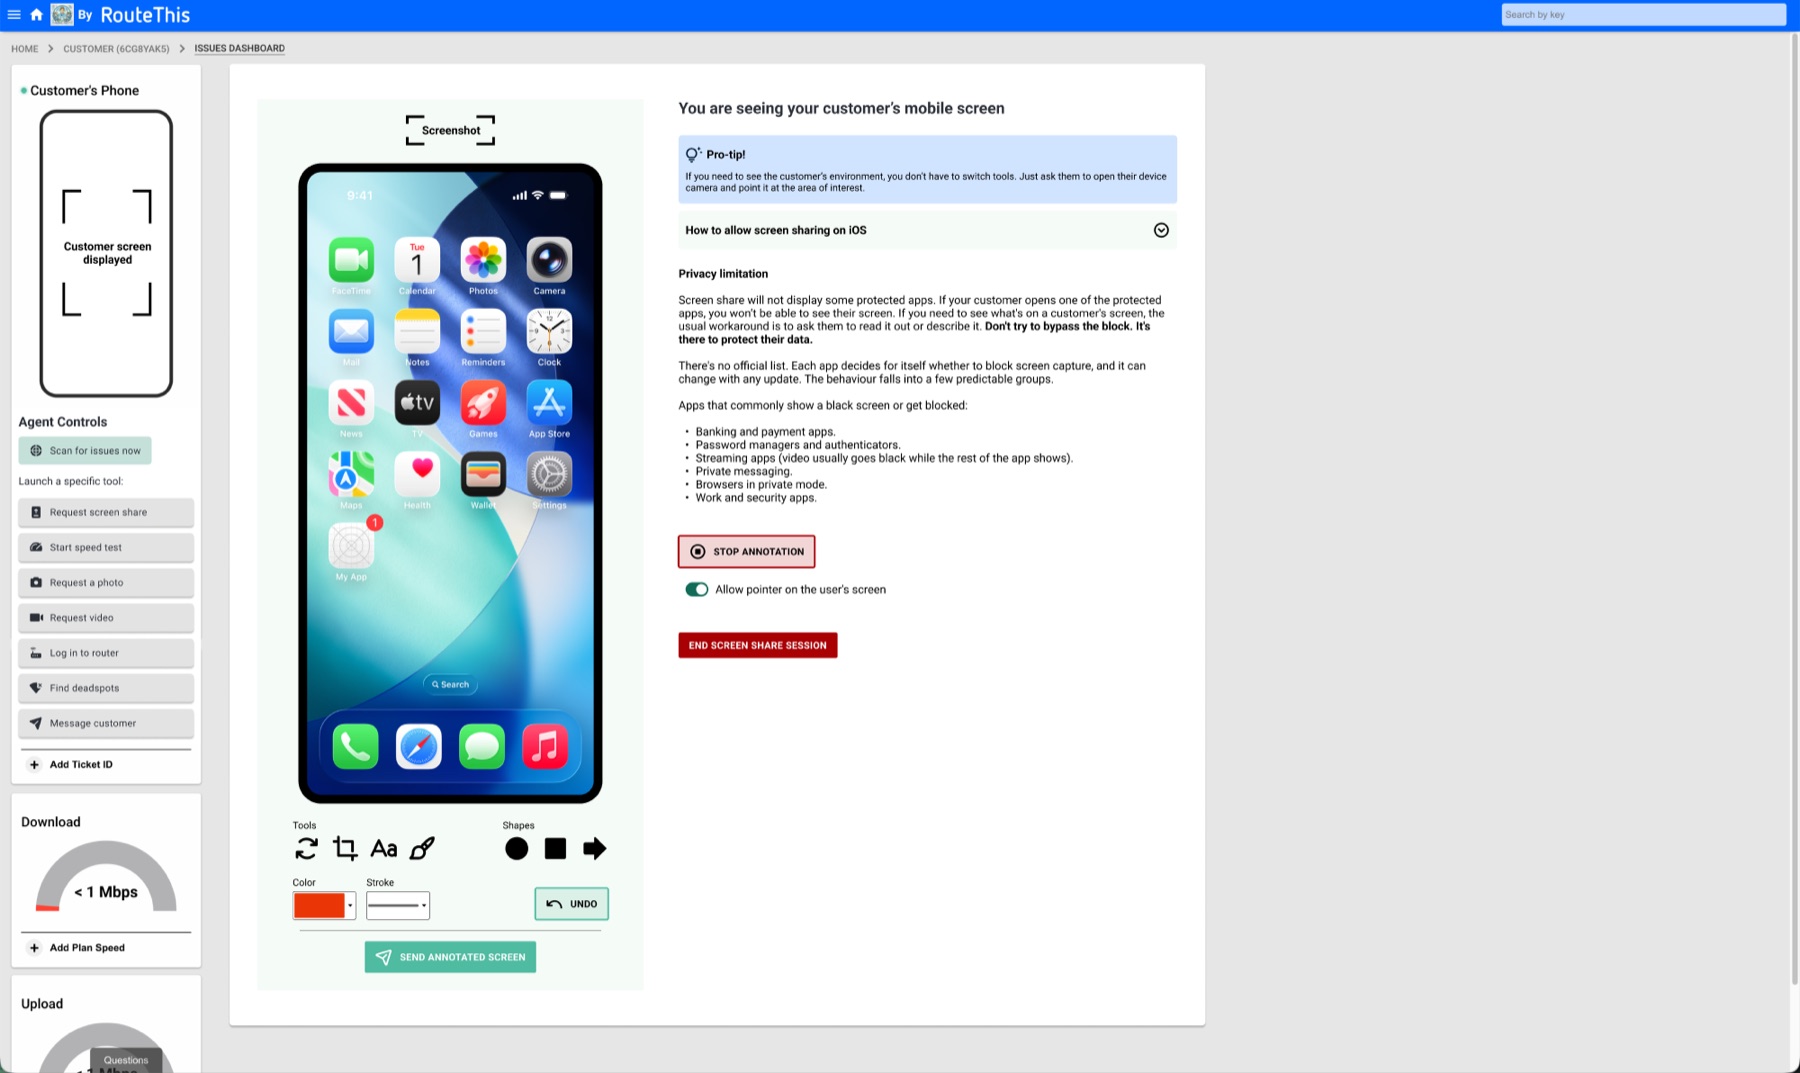 By RouteThis
Search by key
HOME > CUSTOMER (6CG8YAK5) > ISSUES DASHBOARD
Customer's Phone
Customer screen
displayed
Agent Controls
Scan for issues now
Launch a specific tool:
Request screen share
Start speed test
Request a photo
Request video
Log in to router
Find deadspots
Message customer
+ Add Ticket ID
Download
< 1 Mbps
+ Add Plan Speed
Upload
Questions
Screenshot
9:41
Tue
1
FaceTime Calendar Photos Camera
12
3
9
Mail Notes Reminders Clock
tv
News TV Games App Store
Maps Health Wallet Settings
1
My App
Search
Tools
Shapes
Aa
Color
Stroke
UNDO
SEND ANNOTATED SCREEN
You are seeing your customer's mobile screen
Pro-tip!
If you need to see the customer's environment, you don't have to switch tools. Just ask them to open their device
camera and point it at the area of interest.
How to allow screen sharing on iOS
Privacy limitation
Screen share will not display some protected apps. If your customer opens one of the protected
apps, you won't be able to see their screen. If you need to see what's on a customer's screen, the
usual workaround is to ask them to read it out or describe it. Don't try to bypass the block. It's
there to protect their data.
There's no official list. Each app decides for itself whether to block screen capture, and it can
change with any update. The behaviour falls into a few predictable groups.
Apps that commonly show a black screen or get blocked:
• Banking and payment apps.
• Password managers and authenticators.
• Streaming apps (video usually goes black while the rest of the app shows).
• Private messaging.
• Browsers in private mode.
• Work and security apps.
STOP ANNOTATION
Allow pointer on the user's screen
END SCREEN SHARE SESSION